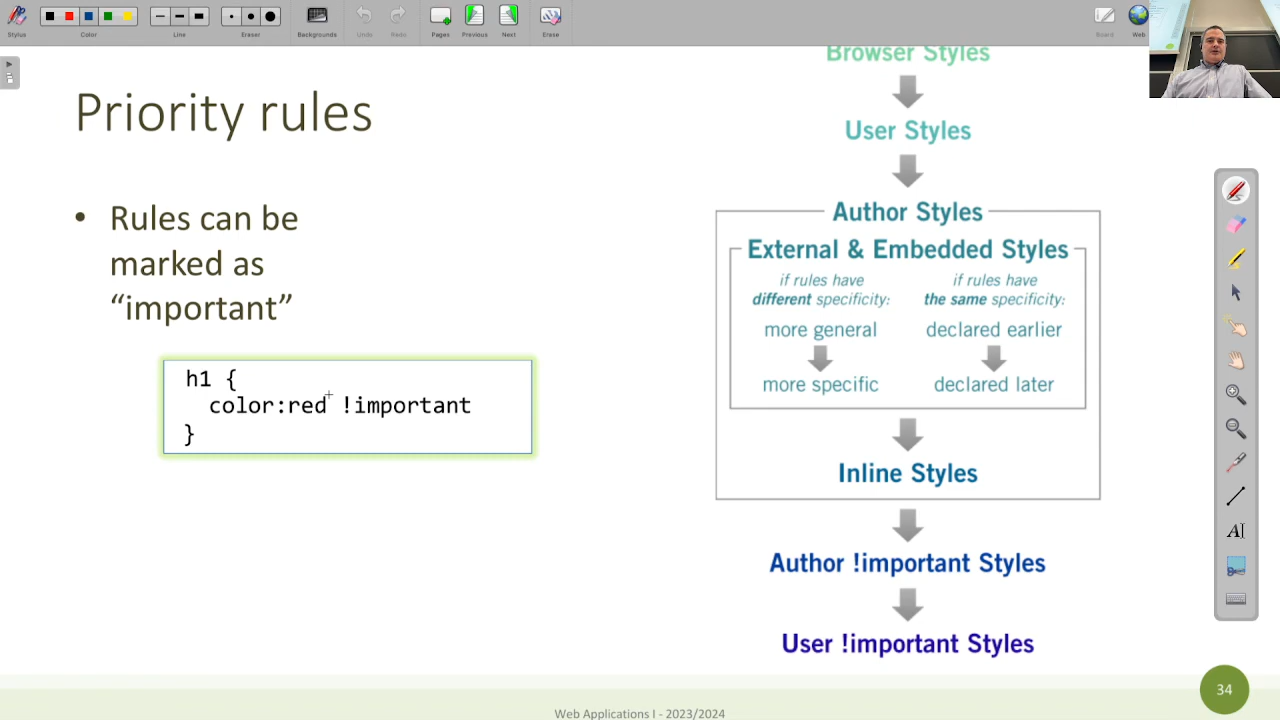 Stylus
Color
Line
Eraser
Backgrounds
Undo
Redo
Pages
Previous
Next
Erase
Board
Web
Priority rules
• Rules can be
marked as
“important”
h1 {
color:red !important
}
Browser Styles
User Styles
Author Styles
External & Embedded Styles
if rules have
different specificity:
more general
more specific
if rules have
the same specificity:
declared earlier
declared later
Inline Styles
Author !important Styles
User !important Styles
34
Web Applications I - 2023/2024